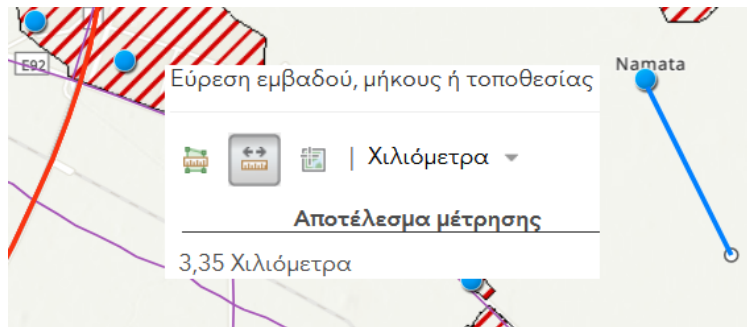 E92
Namata
Εύρεση εμβαδού, μήκους ή τοποθεσίας
| Χιλιόμετρα
Αποτέλεσμα μέτρησης
3,35 Χιλιόμετρα